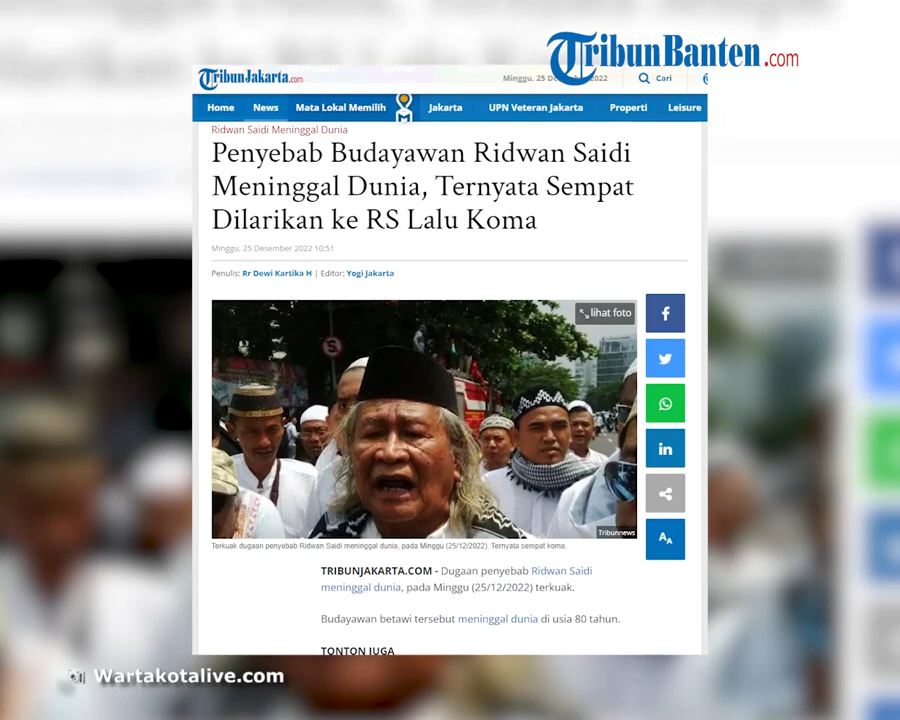 TribunBanten.com
TribunJakarta.com
Minggu, 25 De 2022
Cari
Home News Mata Lokal Memilih Jakarta UPN Veteran Jakarta Properti Leisure
Ridwan Saidi Meninggal Dunia
Penyebab Budayawan Ridwan Saidi
Meninggal Dunia, Ternyata Sempat
Dilarikan ke RS Lalu Koma
Minggu, 25 Desember 2022 10:51
Penulis: Rr Dewi Kartika H | Editor: Yogi Jakarta
lihat foto
Tribunnews
Terkuak dugaan penyebab Ridwan Saidi meninggal dunia, pada Minggu (25/12/2022). Ternyata sempat koma.
AA
TRIBUNJAKARTA.COM - Dugaan penyebab Ridwan Saidi
meninggal dunia, pada Minggu (25/12/2022) terkuak.
Budayawan betawi tersebut meninggal dunia di usia 80 tahun.
TONTON JUGA
Wartakotalive.com